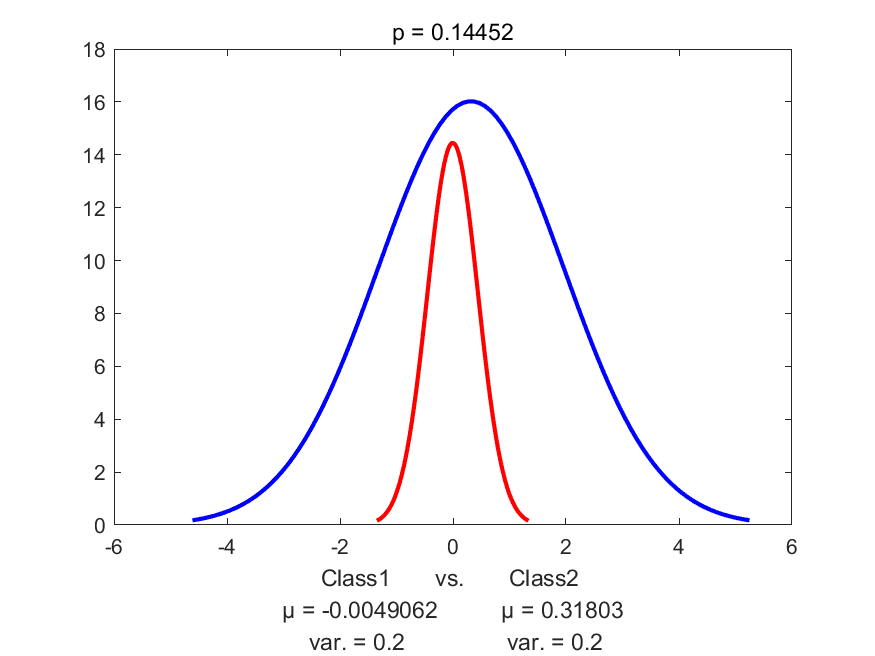 p = 0.14452
18
16
14
12
10
8
6
4
2
0
-6 -4 -2 0 2 4 6
Class1 vs. Class2
μ = -0.0049062 μ = 0.31803
var. = 0.2 var. = 0.2